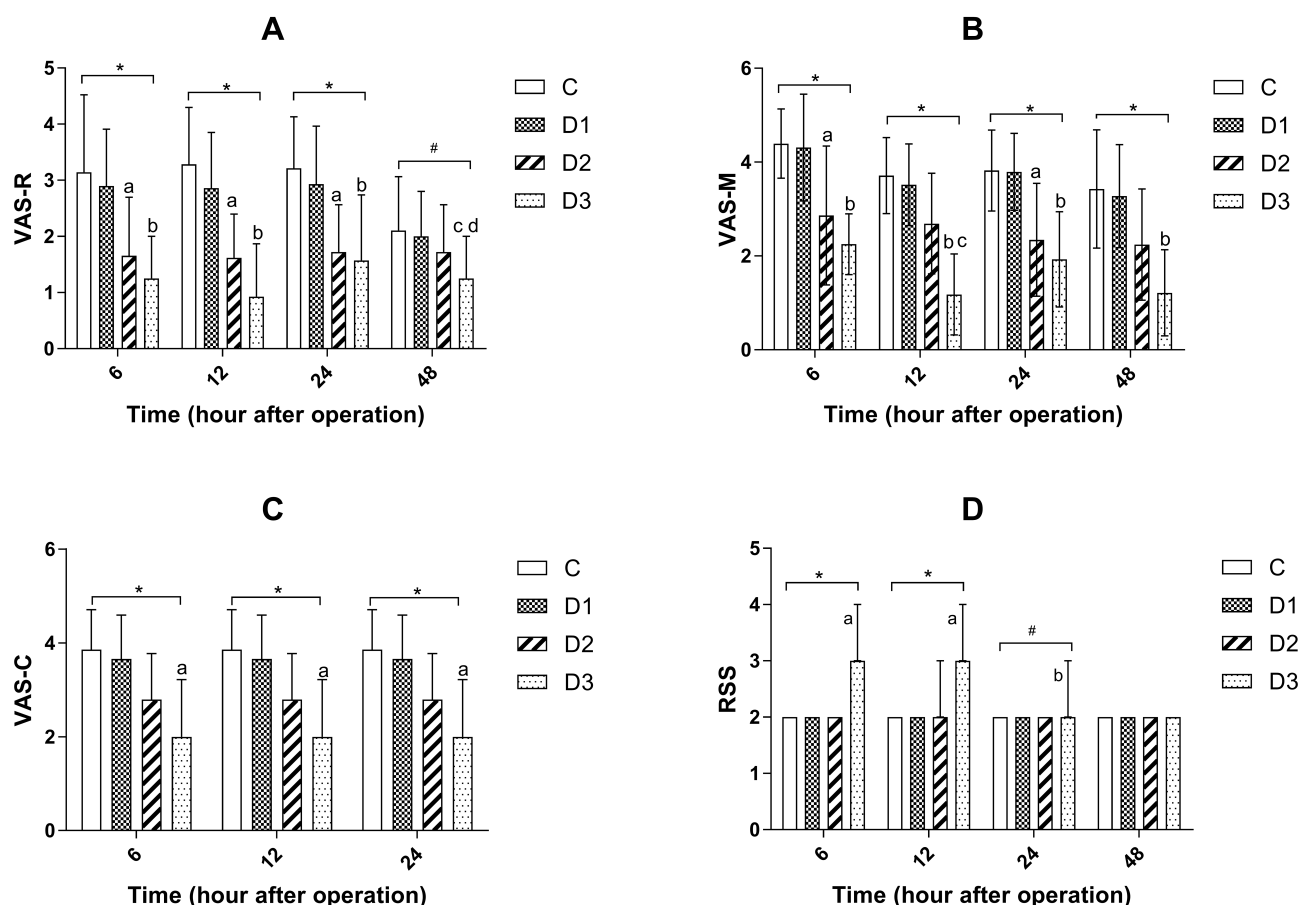 A
5
4
3
2
1
0
VAS-R
* * * #
a b a b a b c d
6 12 24 48
Time (hour after operation)
C
D1
D2
D3
B
6
4
2
0
VAS-M
* * * *
a b b c a b b
6 12 24 48
Time (hour after operation)
C
D1
D2
D3
C
6
4
2
0
VAS-C
* * *
a a a
6 12 24
Time (hour after operation)
C
D1
D2
D3
D
5
4
3
2
1
0
RSS
* * #
a a b
6 12 24 48
Time (hour after operation)
C
D1
D2
D3